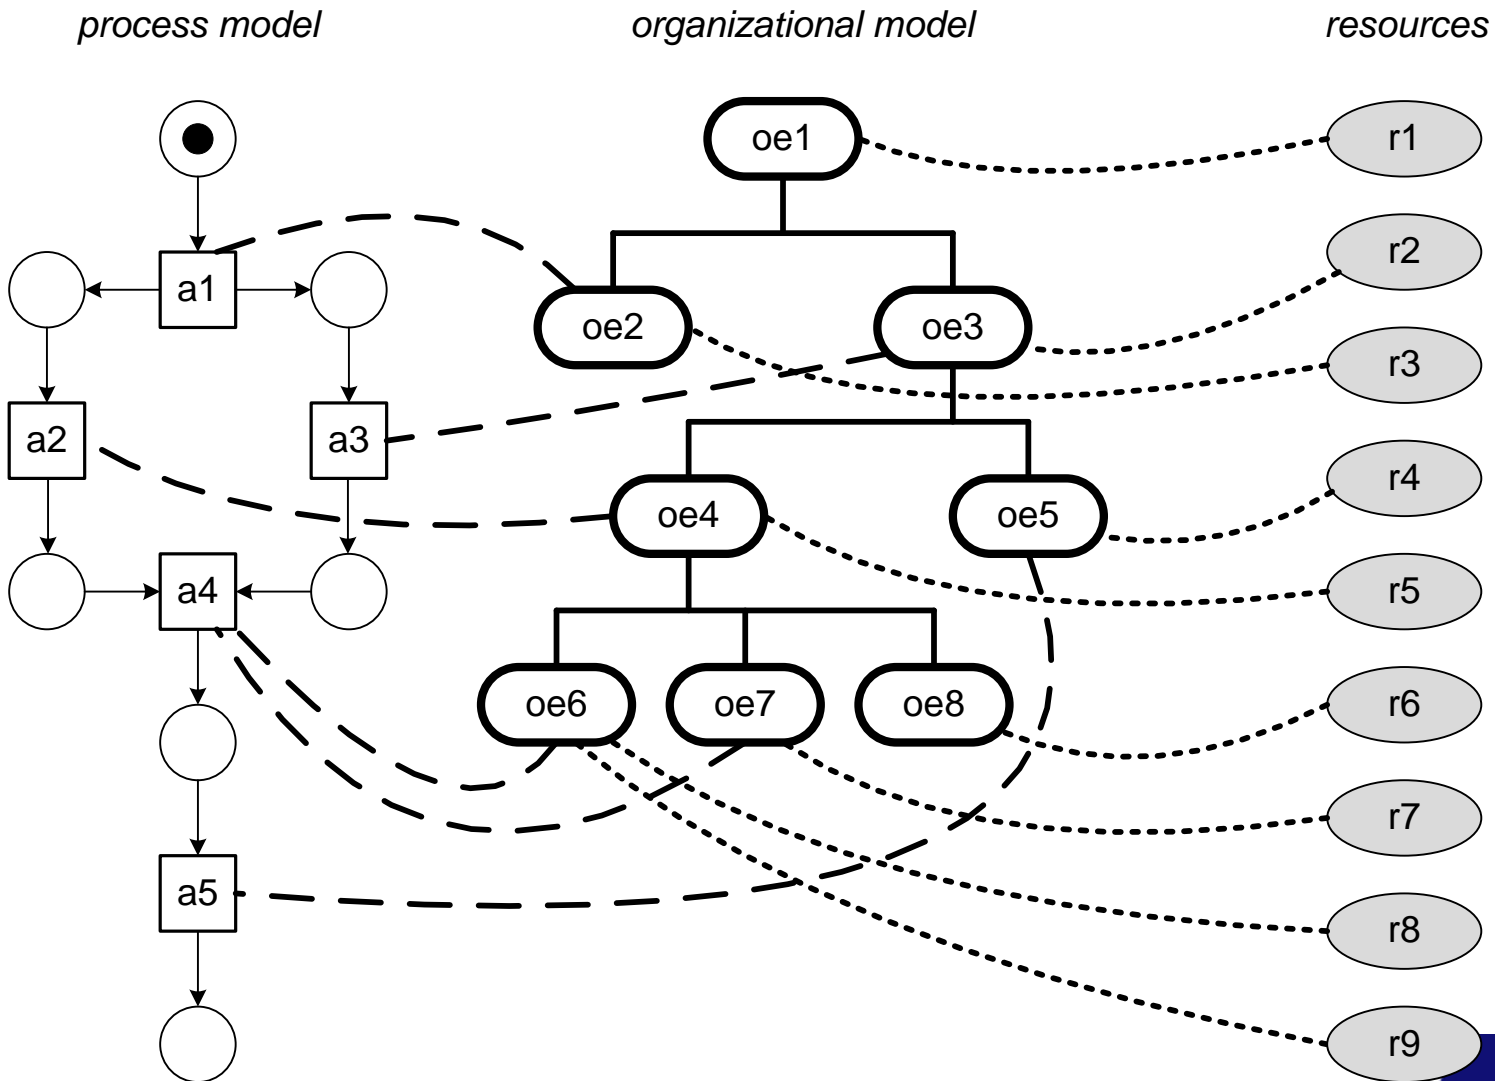 process model organizational model resources
oe1 r1
r2
a1
oe2 oe3
r3
a2 a3
r4
oe4 oe5
a4 r5
oe6 oe7 oe8 r6
r7
a5
r8
r9